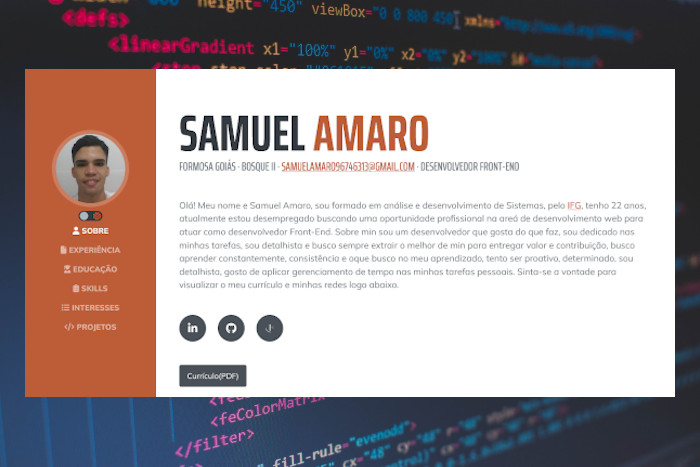 height="450" viewBox="0 0 800 450"
<defs>
<linearGradient x1="100%" y1="0%" x2="0%" y2="100%"
SAMUEL AMARO
FORMOSA GOIÁS · BOSQUE II · SAMUELAMARO96746313@GMAIL.COM · DESENVOLVEDOR FRONT-END
Olá! Meu nome e Samuel Amaro, sou formado em análise e desenvolvimento de Sistemas, pelo IFG, tenho 22 anos,
atualmente estou desempregado buscando uma oportunidade profissional na areá de desenvolvimento web para
atuar como desenvolvedor Front-End. Sobre min sou um desenvolvedor que gosta do que faz, sou dedicado nas
minhas tarefas, sou detalhista e busco sempre extrair o melhor de min para entregar valor e contribuição, busco
aprender constantemente, consistência e oque busco no meu aprendizado, tento ser proativo, determinado, sou
detalhista, gosto de aplicar gerenciamento de tempo nas minhas tarefas pessoais. Sinta-se a vontade para
visualizar o meu currículo e minhas redes logo abaixo.
SOBRE
EXPERIÊNCIA
EDUCAÇÃO
SKILLS
INTERESSES
PROJETOS
in
Currículo(PDF)
<feColorMatrix
</filter>
fill-rule="evenodd">
cx="48"